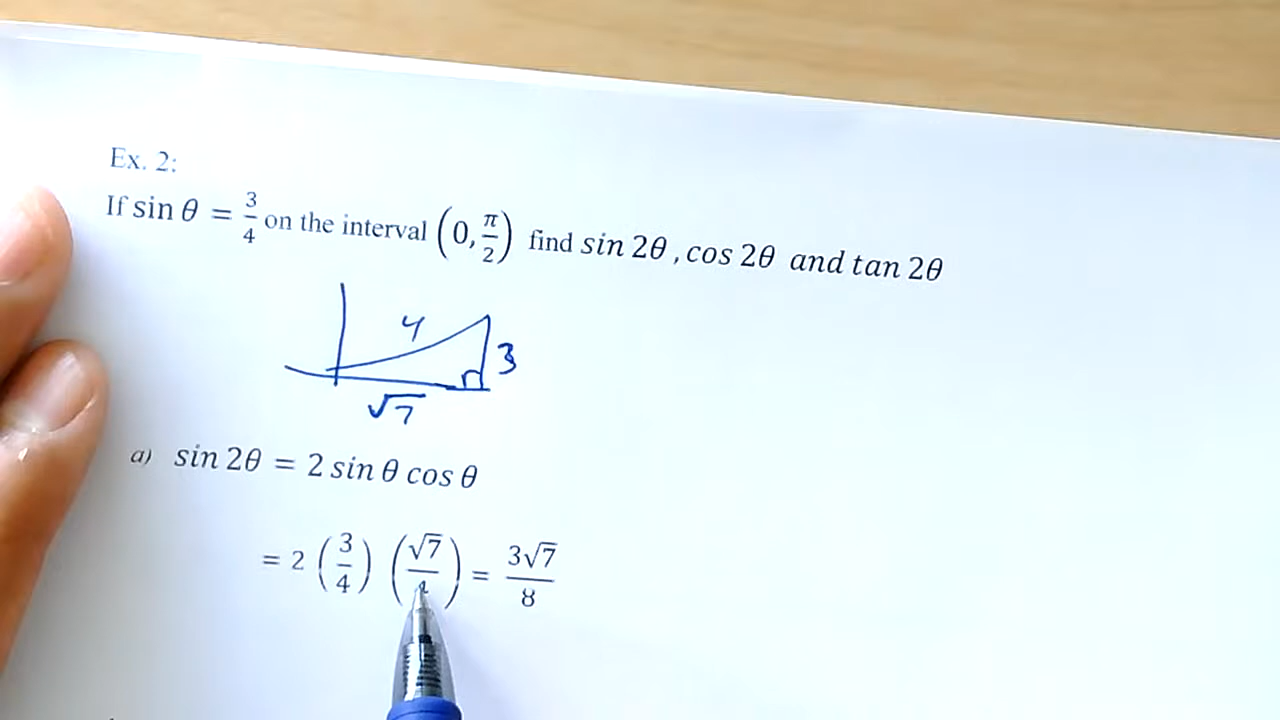 Ex. 2:
If sin θ = 3/4 on the interval (0, π/2) find sin 2θ , cos 2θ and tan 2θ
4
3
√7
a) sin 2θ = 2 sin θ cos θ
= 2 (3/4) (√7/4) = 3√7/8